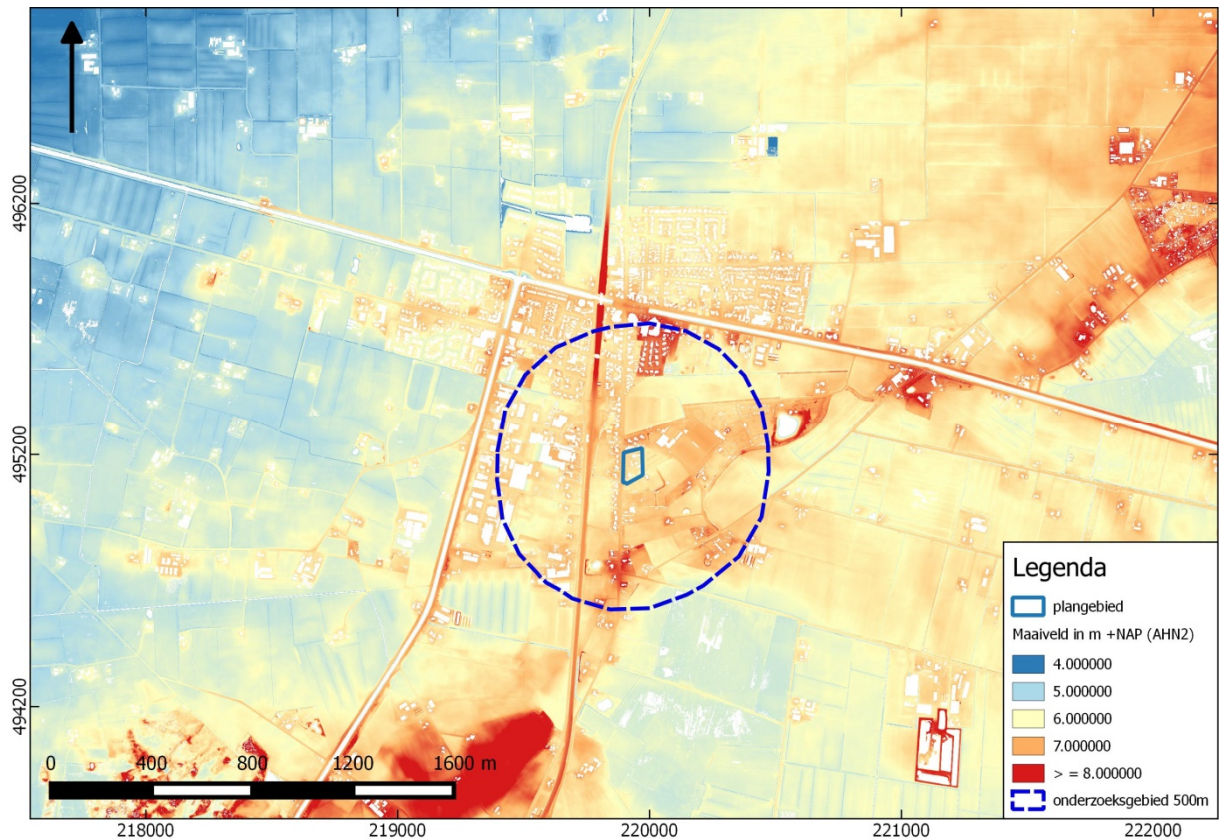 496200
495200
494200
Legenda
plangebied
Maaiveld in m +NAP (AHN2)
4.000000
5.000000
6.000000
7.000000
> = 8.000000
onderzoeksgebied 500m
0 400 800 1200 1600 m
218000 219000 220000 221000 222000